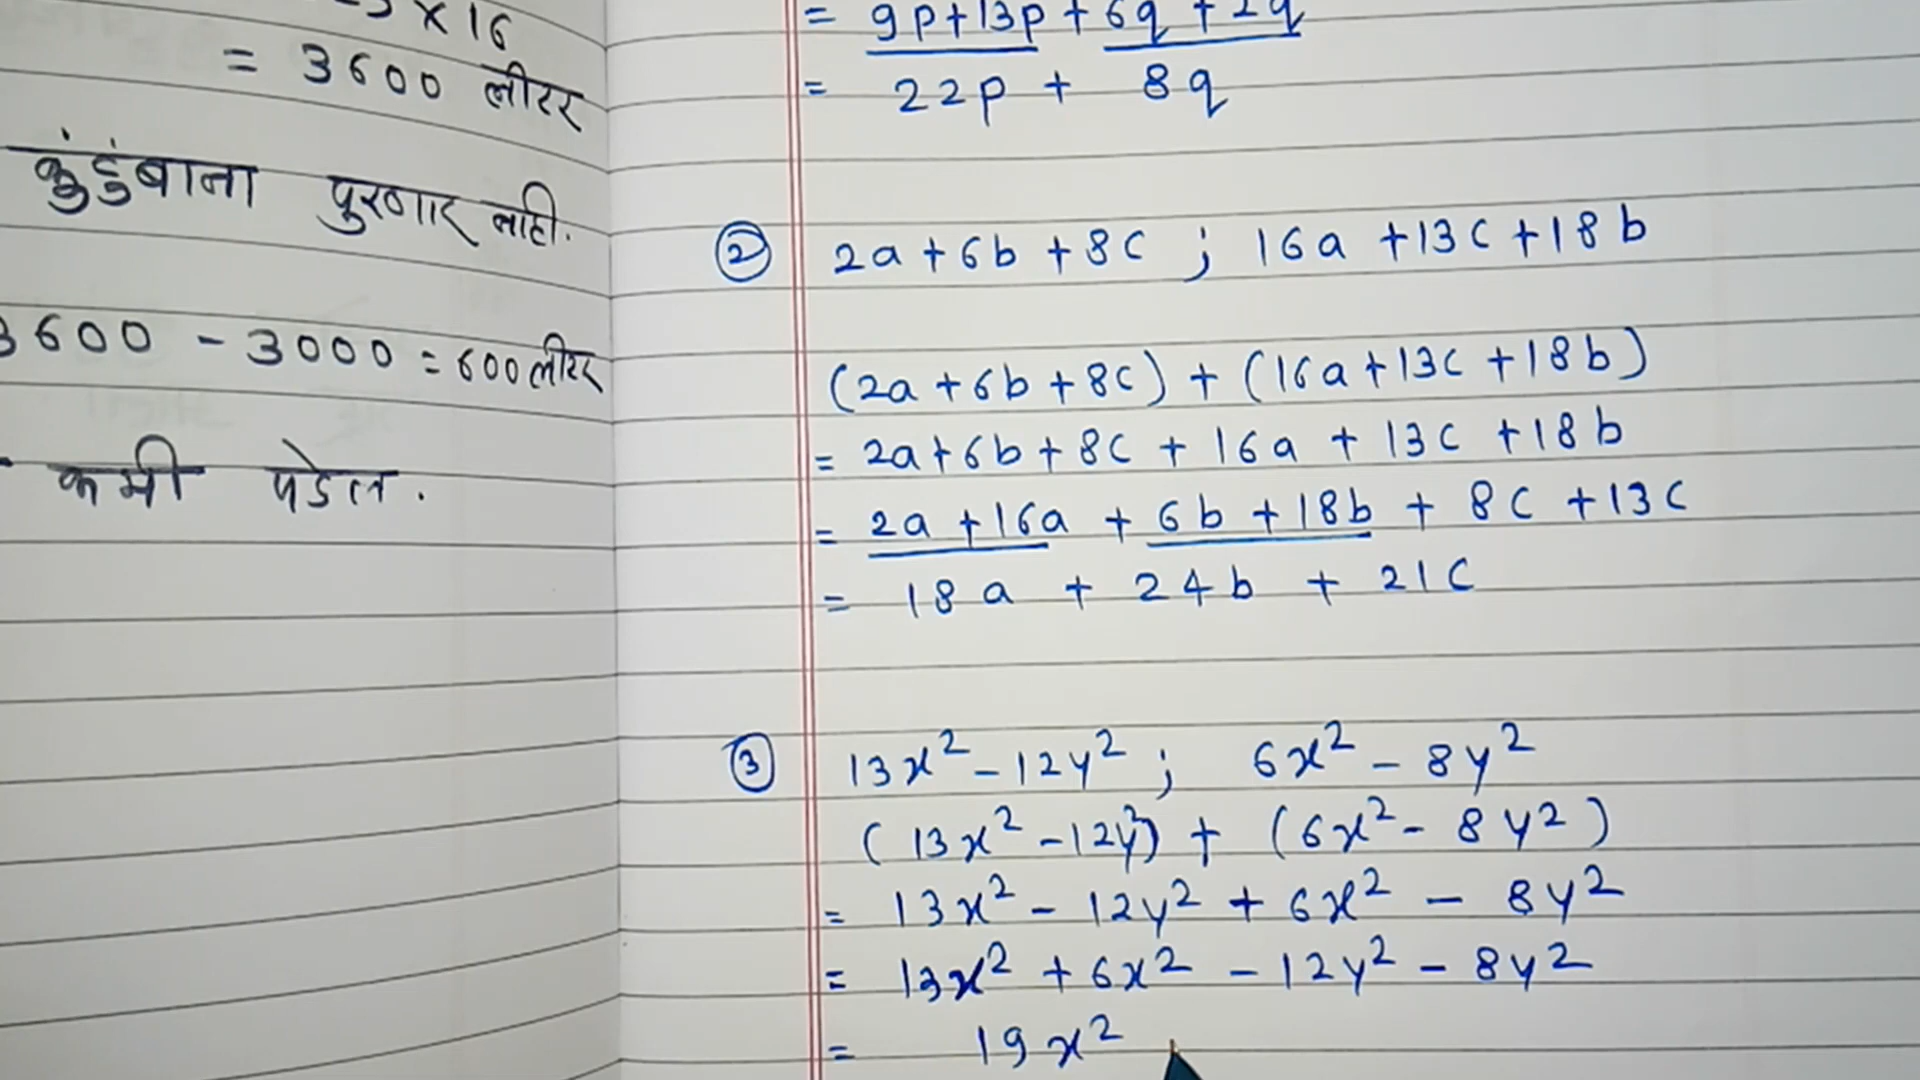 × 16
= 3600 लीटर
कुंटुंबाना पुरणार नाही.
3600 - 3000 = 600 लीटर
कमी पडेल.
= 9p+13p + 6q + 2q
= 22p + 8q
② 2a + 6b + 8c ; 16a + 13c + 18b
(2a + 6b + 8c) + (16a + 13c + 18b)
= 2a + 6b + 8c + 16a + 13c + 18b
= 2a + 16a + 6b + 18b + 8c + 13c
= 18a + 24b + 21c
③ 13x² - 12y² ; 6x² - 8y²
( 13x² - 12y²) + (6x² - 8y²)
= 13x² - 12y² + 6x² - 8y²
= 13x² + 6x² - 12y² - 8y²
= 19x²